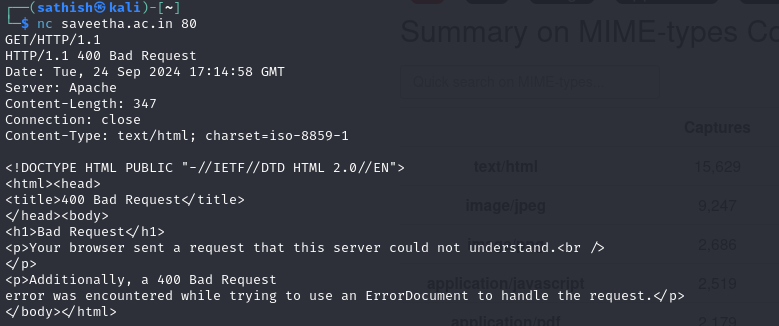 ┌──(sathish㉿kali)-[~]
└─$ nc saveetha.ac.in 80
GET/HTTP/1.1
HTTP/1.1 400 Bad Request
Date: Tue, 24 Sep 2024 17:14:58 GMT
Server: Apache
Content-Length: 347
Connection: close
Content-Type: text/html; charset=iso-8859-1

<!DOCTYPE HTML PUBLIC "-//IETF//DTD HTML 2.0//EN">
<html><head>
<title>400 Bad Request</title>
</head><body>
<h1>Bad Request</h1>
<p>Your browser sent a request that this server could not understand.<br />
</p>
<p>Additionally, a 400 Bad Request
error was encountered while trying to use an ErrorDocument to handle the request.</p>
</body></html>
Summary on MIME-types Co
Quick search on MIME-types
Captures
text/html 15,629
image/jpeg 9,247
2,686
application/javascript 2,519
application/pdf 2,179